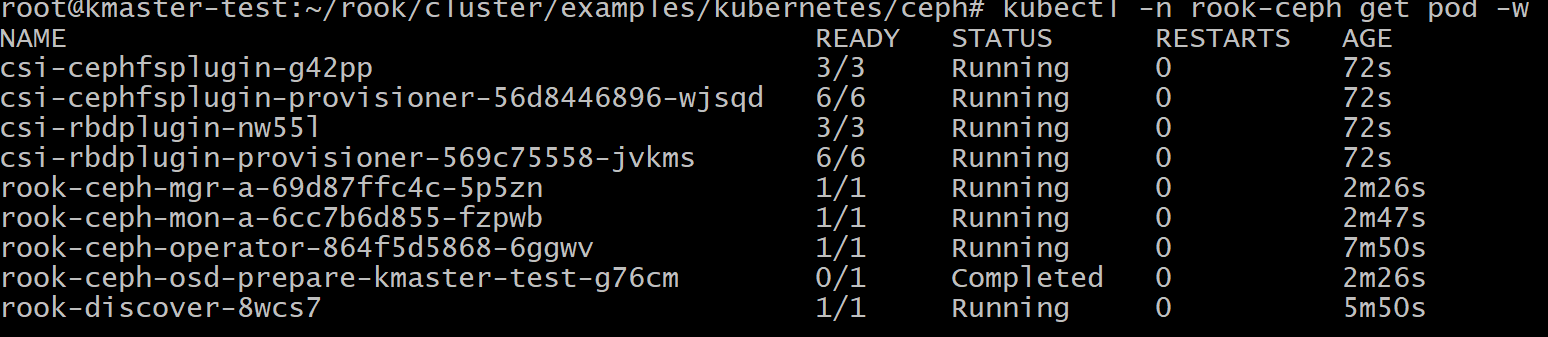 root@kmaster-test:~/rook/cluster/examples/kubernetes/ceph# kubectl -n rook-ceph get pod -w
NAME READY STATUS RESTARTS AGE
csi-cephfsplugin-g42pp 3/3 Running 0 72s
csi-cephfsplugin-provisioner-56d8446896-wjsqd 6/6 Running 0 72s
csi-rbdplugin-nw55l 3/3 Running 0 72s
csi-rbdplugin-provisioner-569c75558-jvkms 6/6 Running 0 72s
rook-ceph-mgr-a-69d87ffc4c-5p5zn 1/1 Running 0 2m26s
rook-ceph-mon-a-6cc7b6d855-fzpwb 1/1 Running 0 2m47s
rook-ceph-operator-864f5d5868-6ggwv 1/1 Running 0 7m50s
rook-ceph-osd-prepare-kmaster-test-g76cm 0/1 Completed 0 2m26s
rook-discover-8wcs7 1/1 Running 0 5m50s